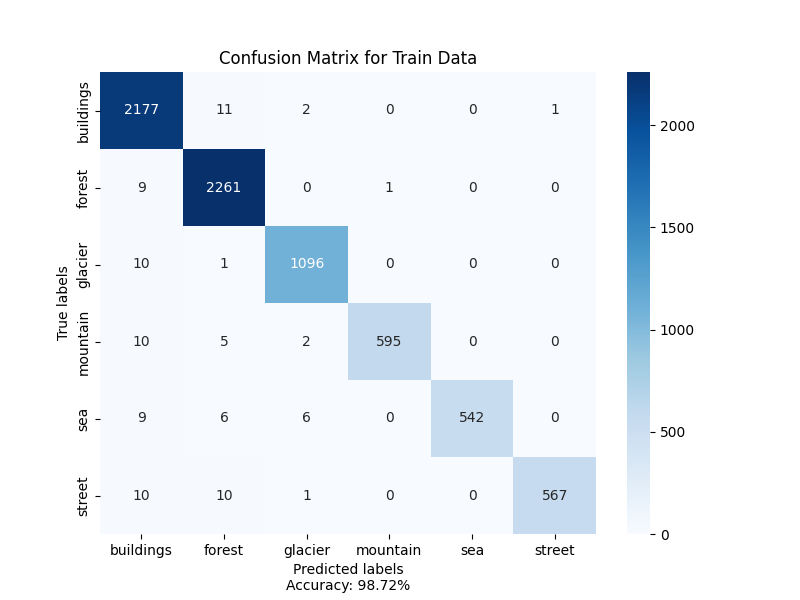 Confusion Matrix for Train Data
buildings 2177 11 2 0 0 1
forest 9 2261 0 1 0 0
glacier 10 1 1096 0 0 0
mountain 10 5 2 595 0 0
sea 9 6 6 0 542 0
street 10 10 1 0 0 567
True labels
buildings forest glacier mountain sea street
Predicted labels
Accuracy: 98.72%
2000
1500
1000
500
0